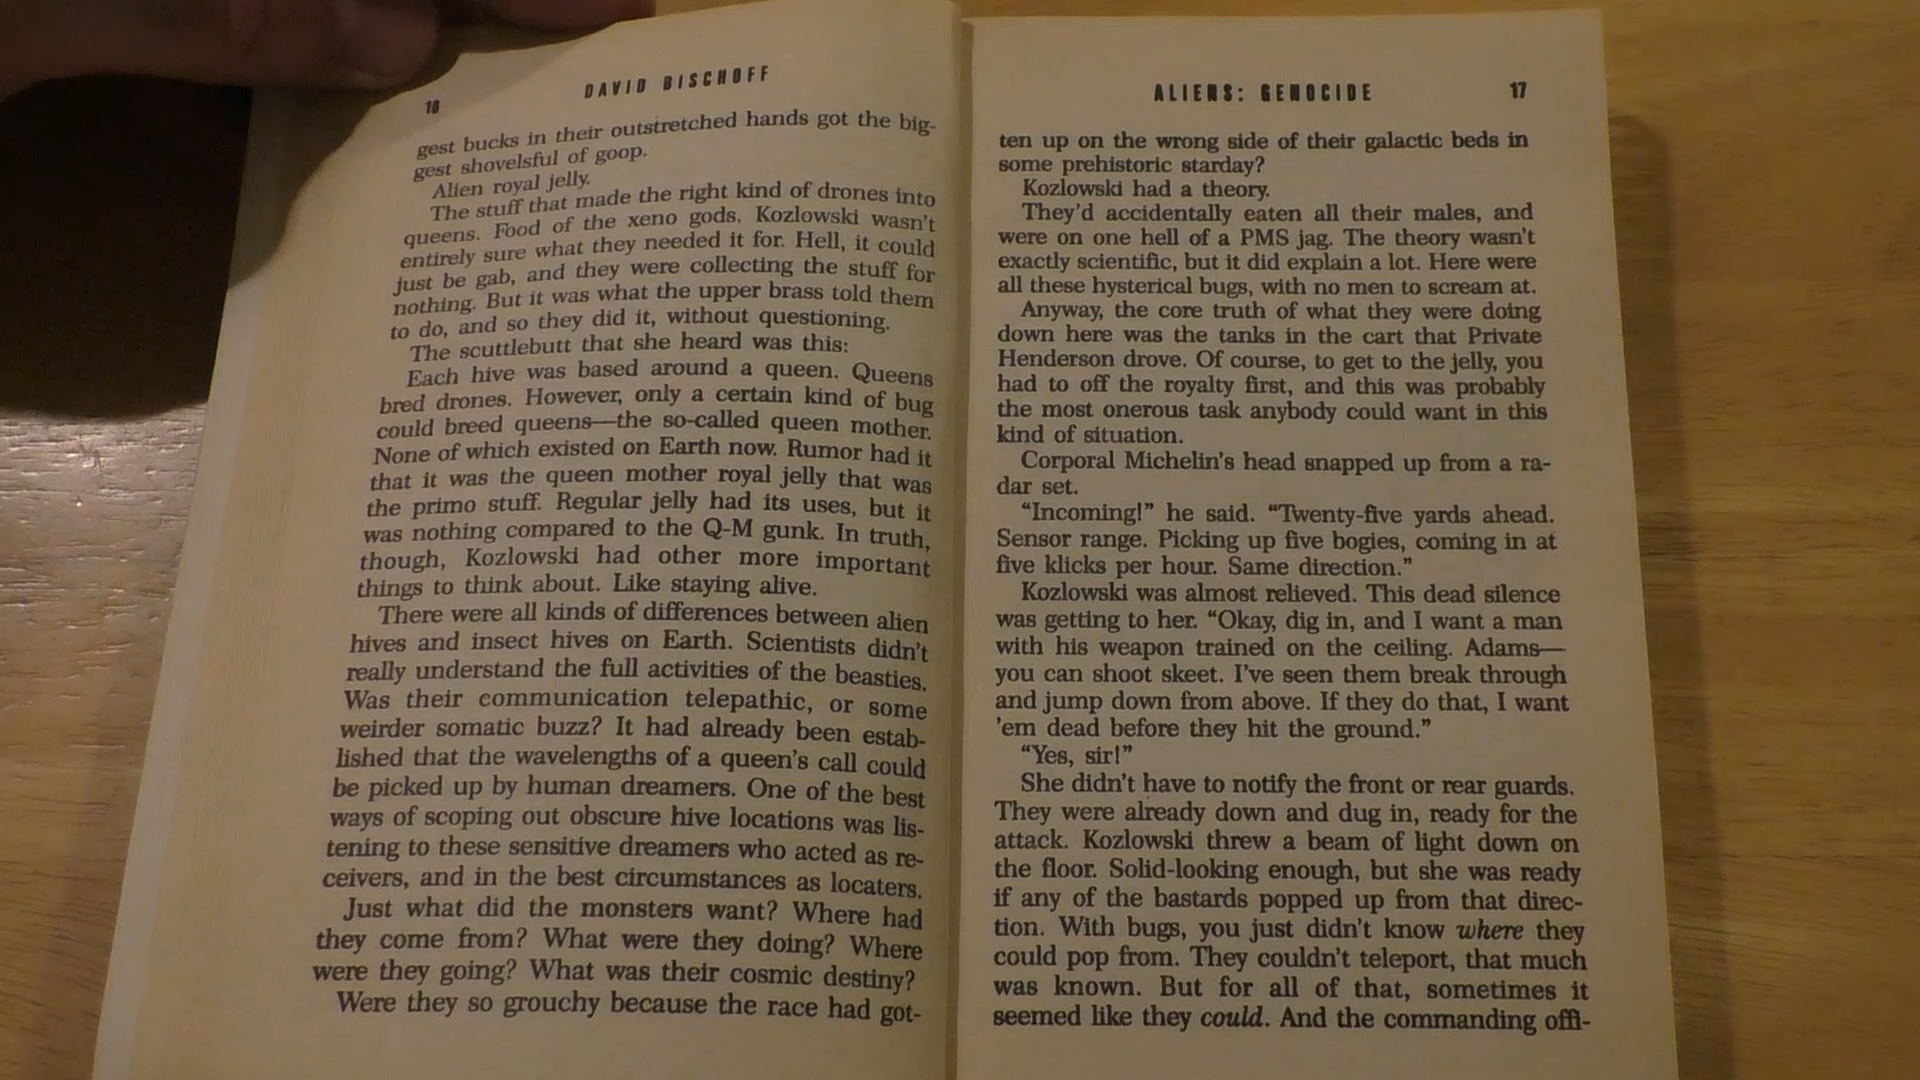 DAVID BISCHOFF
gest bucks in their outstretched hands got the big-
gest shovelsful of goop.
Alien royal jelly.
The stuff that made the right kind of drones into
queens. Food of the xeno gods. Kozlowski wasn't
entirely sure what they needed it for. Hell, it could
just be gab, and they were collecting the stuff for
nothing. But it was what the upper brass told them
to do, and so they did it, without questioning.
The scuttlebutt that she heard was this:
Each hive was based around a queen. Queens
bred drones. However, only a certain kind of bug
could breed queens—the so-called queen mother.
None of which existed on Earth now. Rumor had it
that it was the queen mother royal jelly that was
the primo stuff. Regular jelly had its uses, but it
was nothing compared to the Q-M gunk. In truth,
though, Kozlowski had other more important
things to think about. Like staying alive.
There were all kinds of differences between alien
hives and insect hives on Earth. Scientists didn't
really understand the full activities of the beasties.
Was their communication telepathic, or some
weirder somatic buzz? It had already been estab-
lished that the wavelengths of a queen's call could
be picked up by human dreamers. One of the best
ways of scoping out obscure hive locations was lis-
tening to these sensitive dreamers who acted as re-
ceivers, and in the best circumstances as locaters.
Just what did the monsters want? Where had
they come from? What were they doing? Where
were they going? What was their cosmic destiny?
Were they so grouchy because the race had got-
ALIENS: GENOCIDE 17
ten up on the wrong side of their galactic beds in
some prehistoric starday?
Kozlowski had a theory.
They'd accidentally eaten all their males, and
were on one hell of a PMS jag. The theory wasn't
exactly scientific, but it did explain a lot. Here were
all these hysterical bugs, with no men to scream at.
Anyway, the core truth of what they were doing
down here was the tanks in the cart that Private
Henderson drove. Of course, to get to the jelly, you
had to off the royalty first, and this was probably
the most onerous task anybody could want in this
kind of situation.
Corporal Michelin's head snapped up from a ra-
dar set.
“Incoming!” he said. “Twenty-five yards ahead.
Sensor range. Picking up five bogies, coming in at
five klicks per hour. Same direction.”
Kozlowski was almost relieved. This dead silence
was getting to her. “Okay, dig in, and I want a man
with his weapon trained on the ceiling. Adams—
you can shoot skeet. I've seen them break through
and jump down from above. If they do that, I want
'em dead before they hit the ground.”
“Yes, sir!”
She didn't have to notify the front or rear guards.
They were already down and dug in, ready for the
attack. Kozlowski threw a beam of light down on
the floor. Solid-looking enough, but she was ready
if any of the bastards popped up from that direc-
tion. With bugs, you just didn't know where they
could pop from. They couldn't teleport, that much
was known. But for all of that, sometimes it
seemed like they could. And the commanding offi-